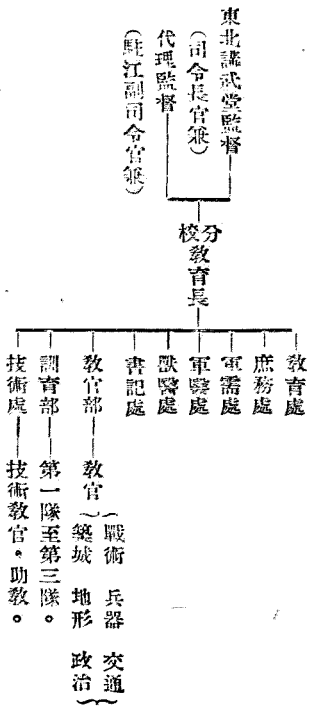 東北講武堂監督
（司令長官兼）
代理監督
（駐江副司令官兼）
分校
教育長
教育處
庶務處
軍需處
軍醫處
獸醫處
書記處
教官部
教官
戰術 兵器 交通
築城 地形 政治
訓育部
第一隊至第三隊。
技術處
技術教官。助教。